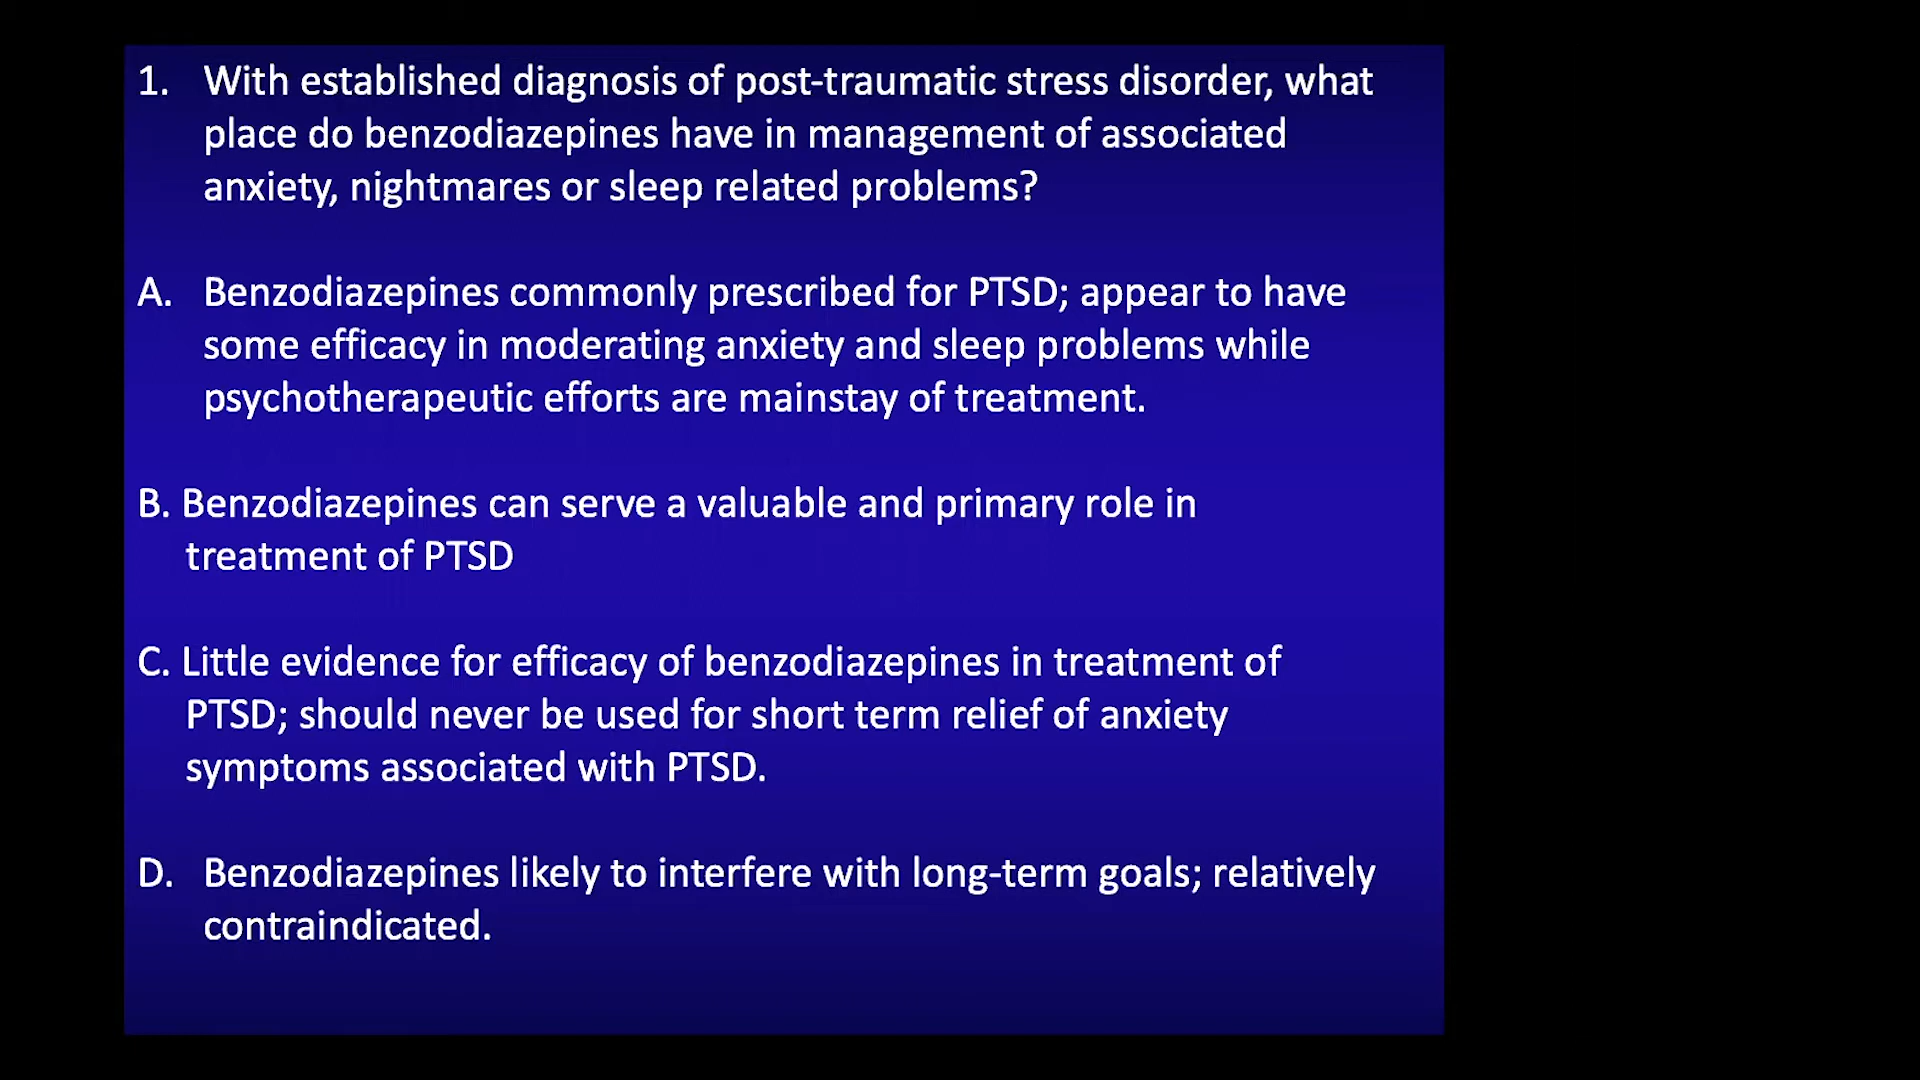 1. With established diagnosis of post-traumatic stress disorder, what
place do benzodiazepines have in management of associated
anxiety, nightmares or sleep related problems?
A. Benzodiazepines commonly prescribed for PTSD; appear to have
some efficacy in moderating anxiety and sleep problems while
psychotherapeutic efforts are mainstay of treatment.
B. Benzodiazepines can serve a valuable and primary role in
treatment of PTSD
C. Little evidence for efficacy of benzodiazepines in treatment of
PTSD; should never be used for short term relief of anxiety
symptoms associated with PTSD.
D. Benzodiazepines likely to interfere with long-term goals; relatively
contraindicated.